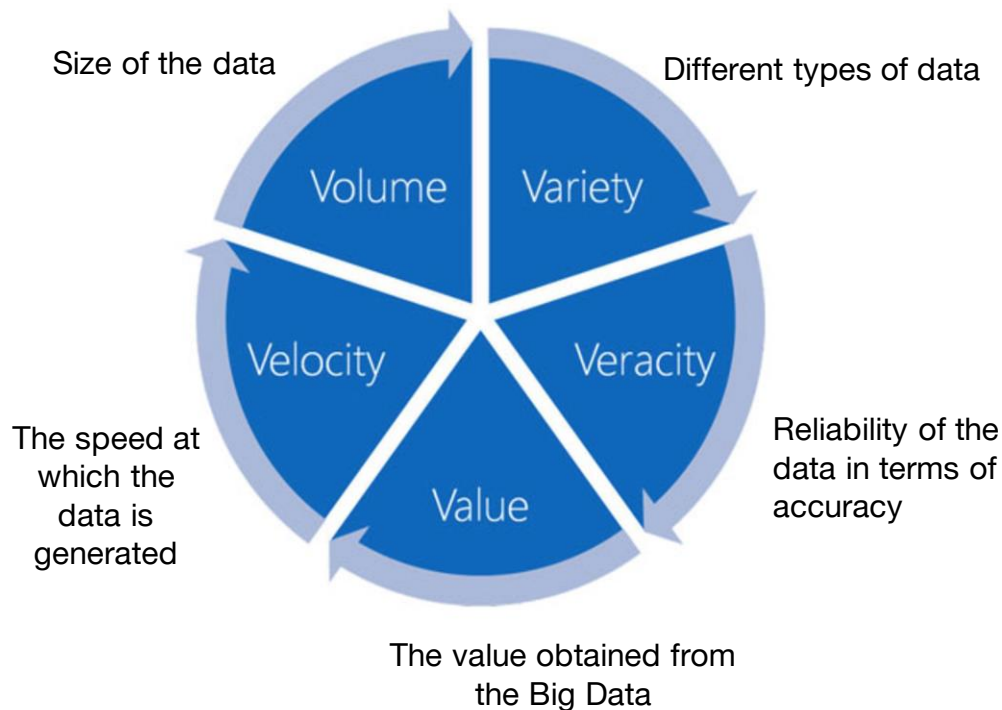 Size of the data
Different types of data
Volume
Variety
Velocity
Veracity
The speed at
which the
data is
generated
Value
Reliability of the
data in terms of
accuracy
The value obtained from
the Big Data